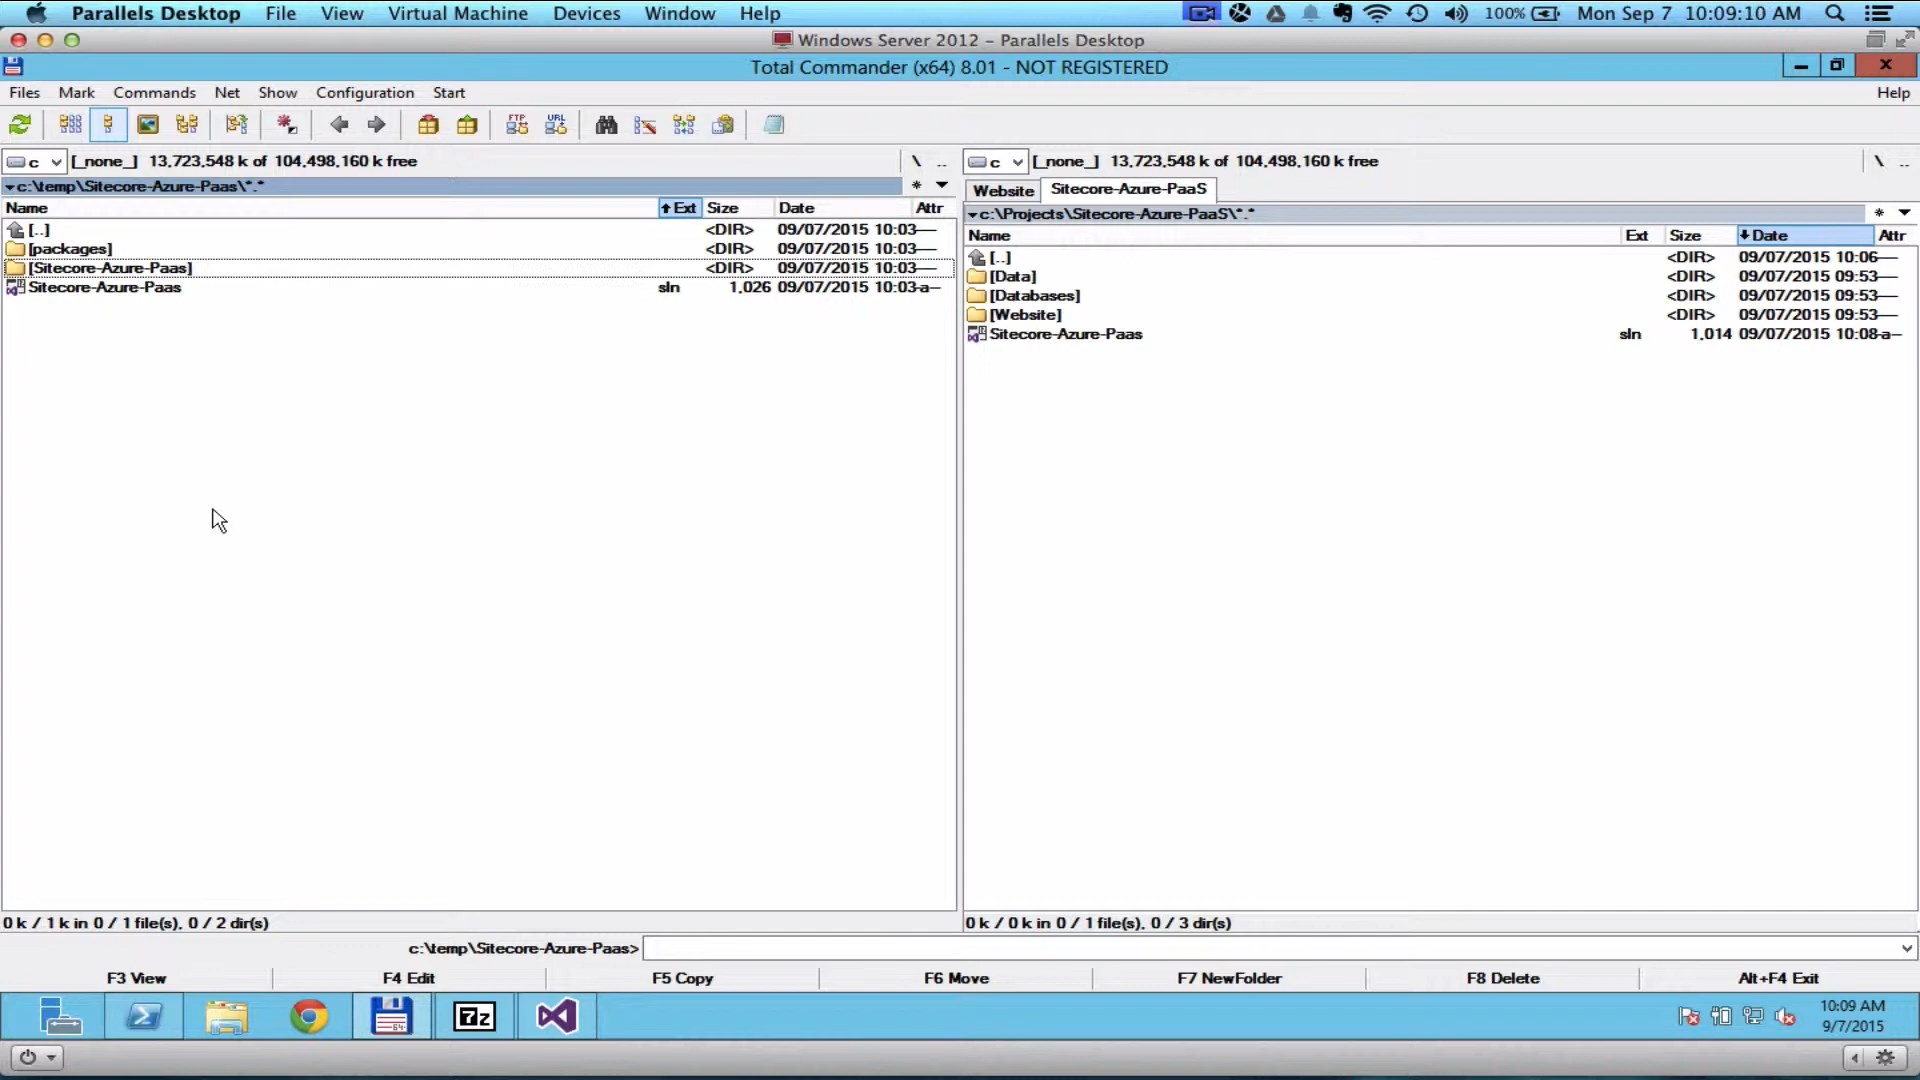 Parallels Desktop File View Virtual Machine Devices Window Help 100% Mon Sep 7 10:09:10 AM
Windows Server 2012 - Parallels Desktop
Total Commander (x64) 8.01 - NOT REGISTERED
Files Mark Commands Net Show Configuration Start Help
FTP URL
c [_none_] 13,723,548 k of 104,498,160 k free \ ..
c:\temp\Sitecore-Azure-Paas\*.* *
Name Ext Size Date Attr
[..] <DIR> 09/07/2015 10:03----
[packages] <DIR> 09/07/2015 10:03----
[Sitecore-Azure-Paas] <DIR> 09/07/2015 10:03----
Sitecore-Azure-Paas sln 1,026 09/07/2015 10:03-a--
0 k / 1 k in 0 / 1 file(s), 0 / 2 dir(s)
c [_none_] 13,723,548 k of 104,498,160 k free \ ..
Website Sitecore-Azure-PaaS
c:\Projects\Sitecore-Azure-PaaS\*.* *
Name Ext Size Date Attr
[..] <DIR> 09/07/2015 10:06----
[Data] <DIR> 09/07/2015 09:53----
[Databases] <DIR> 09/07/2015 09:53----
[Website] <DIR> 09/07/2015 09:53----
Sitecore-Azure-Paas sln 1,014 09/07/2015 10:08-a--
0 k / 0 k in 0 / 1 file(s), 0 / 3 dir(s)
c:\temp\Sitecore-Azure-Paas>
F3 View F4 Edit F5 Copy F6 Move F7 NewFolder F8 Delete Alt+F4 Exit
64 7z
10:09 AM
9/7/2015